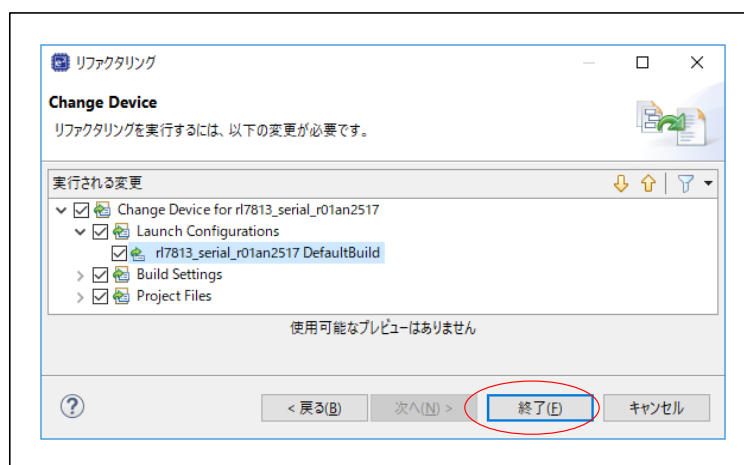 リファクタリング
Change Device
リファクタリングを実行するには、以下の変更が必要です。
実行される変更
Change Device for rl7813_serial_r01an2517
Launch Configurations
rl7813_serial_r01an2517 DefaultBuild
Build Settings
Project Files
使用可能なプレビューはありません
< 戻る(B) 次へ(N) > 終了(F) キャンセル